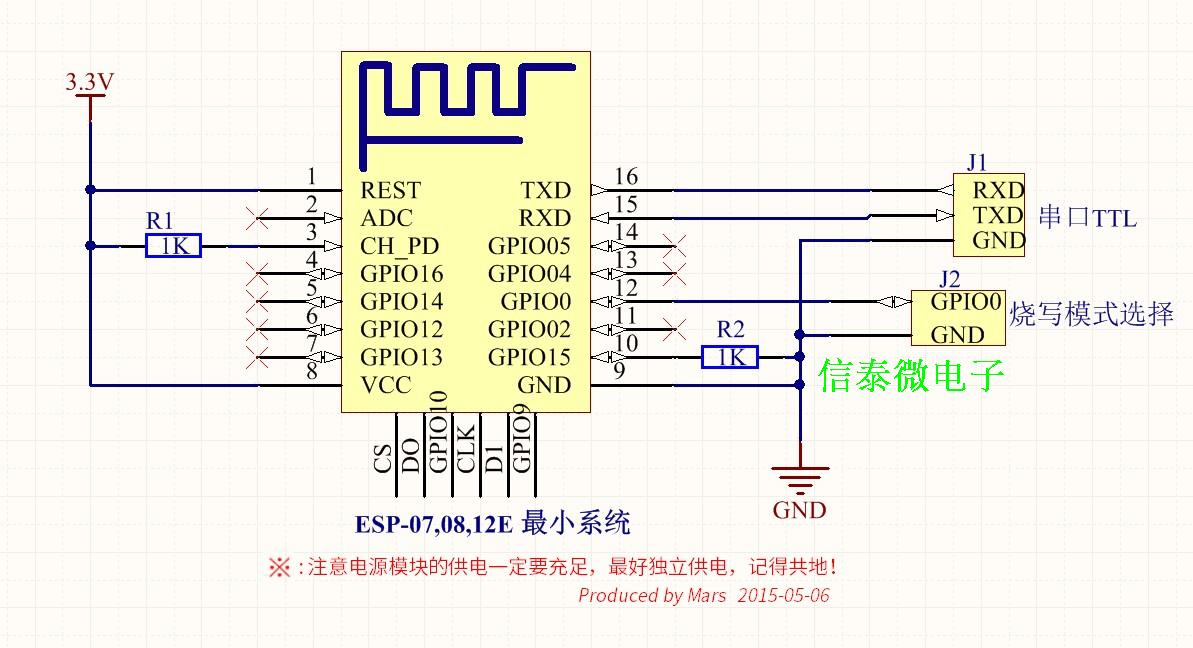 3.3V
R1
1K
1 REST
2 ADC
3 CH_PD
4 GPIO16
5 GPIO14
6 GPIO12
7 GPIO13
8 VCC
TXD 16
RXD 15
GPIO05 14
GPIO04 13
GPIO0 12
GPIO02 11
GPIO15 10
GND 9
CS
DO
GPIO10
CLK
D1
GPIO9
J1
RXD
TXD
GND
串口TTL
J2
GPIO0
GND
烧写模式选择
R2
1K
信泰微电子
GND
ESP-07,08,12E 最小系统
※ : 注意电源模块的供电一定要充足，最好独立供电，记得共地！
Produced by Mars 2015-05-06